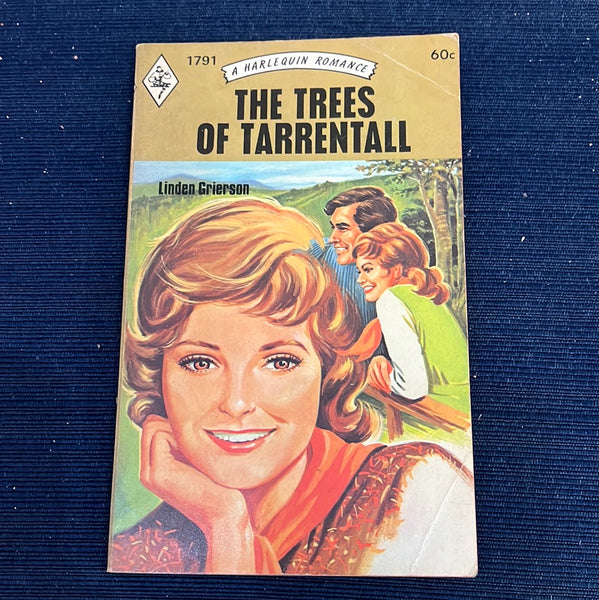 1791
A HARLEQUIN ROMANCE
60c
THE TREES
OF TARRENTALL
Linden Grierson